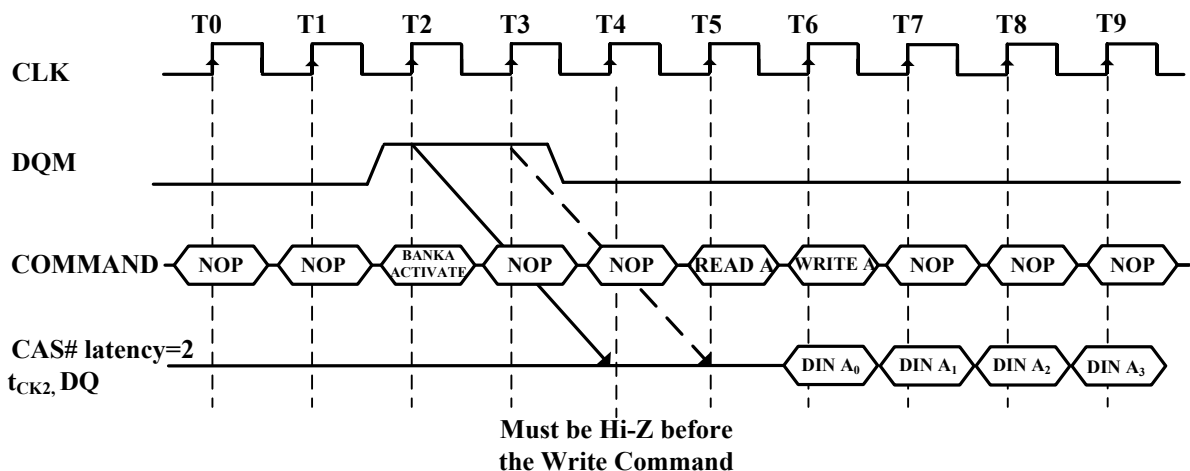 T0 T1 T2 T3 T4 T5 T6 T7 T8 T9
CLK
DQM
COMMAND NOP NOP BANKA ACTIVATE NOP NOP READ A WRITE A NOP NOP NOP
CAS# latency=2
tCK2, DQ DIN A0 DIN A1 DIN A2 DIN A3
Must be Hi-Z before
the Write Command